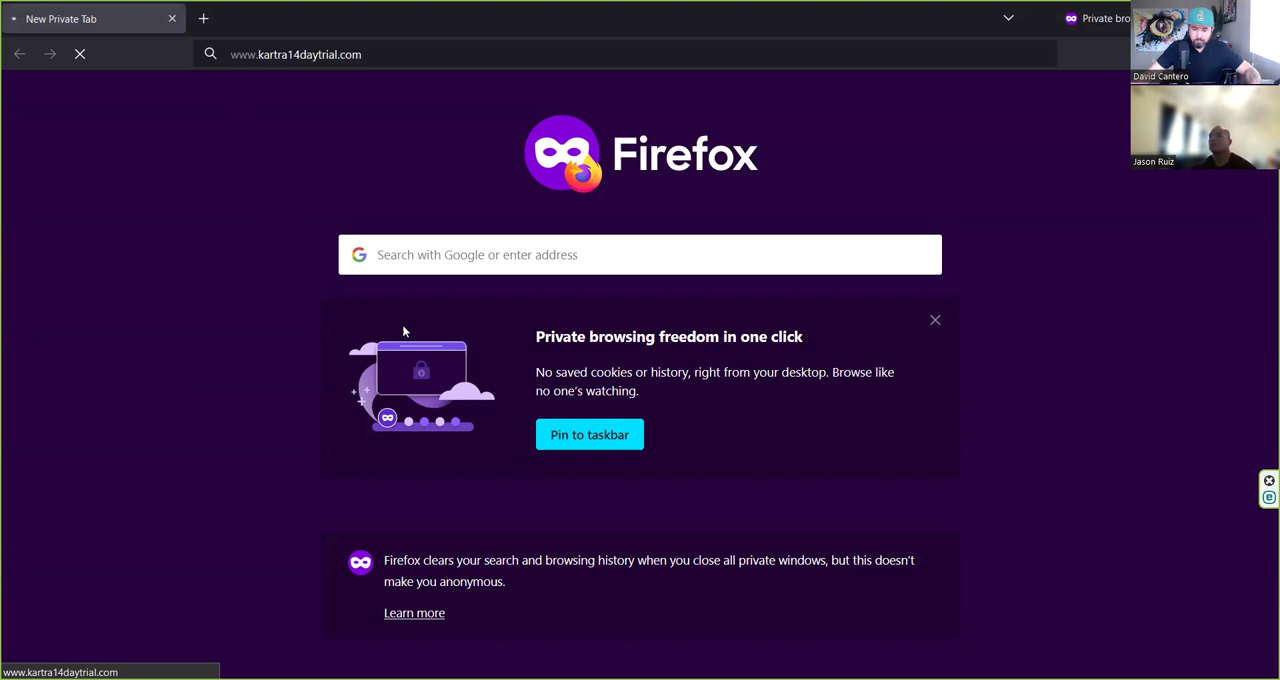 New Private Tab
Private bro
www.kartra14daytrial.com
David Cantero
Jason Ruiz
Firefox
Search with Google or enter address
Private browsing freedom in one click
No saved cookies or history, right from your desktop. Browse like
no one's watching.
Pin to taskbar
Firefox clears your search and browsing history when you close all private windows, but this doesn't
make you anonymous.
Learn more
www.kartra14daytrial.com